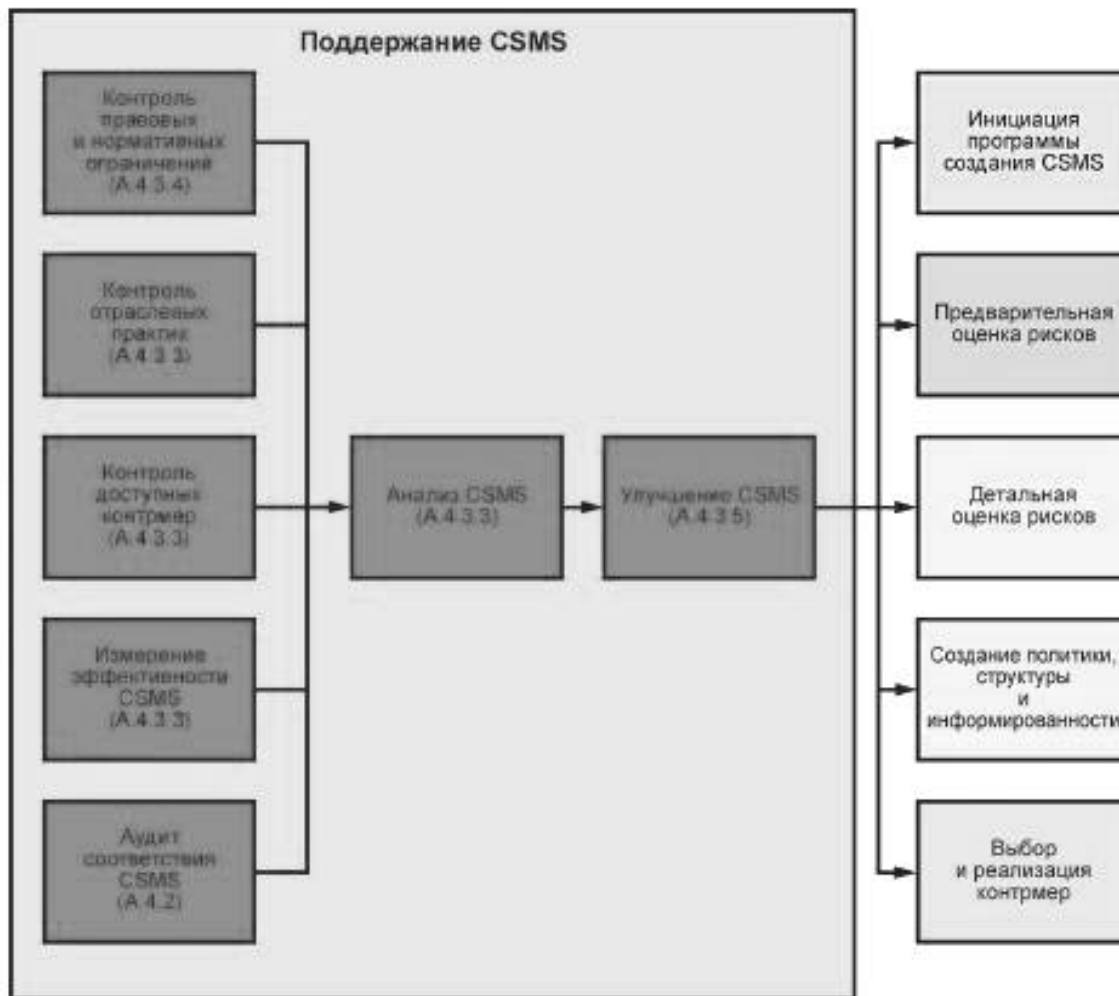 Поддержание CSMS
Контроль
правовых
и нормативных
ограничений
(А.4.3.4)
Контроль
отраслевых
практик
(А.4.3.3)
Контроль
доступных
контрмер
(А.4.3.3)
Измерение
эффективности
CSMS
(А.4.3.3)
Аудит
соответствия
CSMS
(А.4.2)
Анализ CSMS
(А.4.3.3)
Улучшение CSMS
(А.4.3.5)
Инициация
программы
создания CSMS
Предварительная
оценка рисков
Детальная
оценка рисков
Создание политики,
структуры
и
информированности
Выбор
и реализация
контрмер